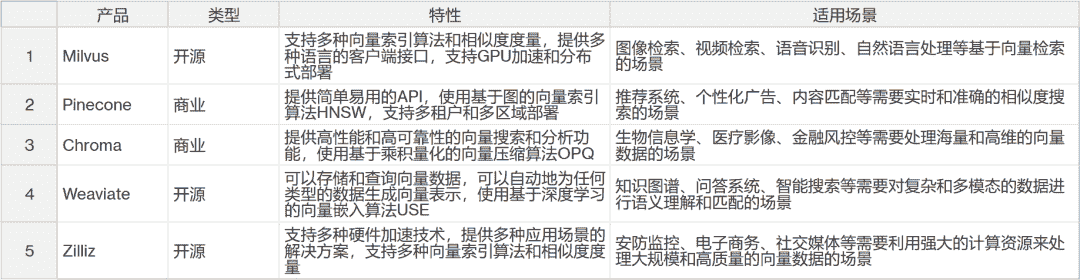 产品 类型 特性 适用场景
1 Milvus 开源 支持多种向量索引算法和相似度度量，提供多种语言的客户端接口，支持GPU加速和分布式部署 图像检索、视频检索、语音识别、自然语言处理等基于向量检索的场景
2 Pinecone 商业 提供简单易用的API，使用基于图的向量索引算法HNSW，支持多租户和多区域部署 推荐系统、个性化广告、内容匹配等需要实时和准确的相似度搜索的场景
3 Chroma 商业 提供高性能和高可靠性的向量搜索和分析功能，使用基于乘积量化的向量压缩算法OPQ 生物信息学、医疗影像、金融风控等需要处理海量和高维的向量数据的场景
4 Weaviate 开源 可以存储和查询向量数据，可以自动地为任何类型的数据生成向量表示，使用基于深度学习的向量嵌入算法USE 知识图谱、问答系统、智能搜索等需要对复杂和多模态的数据进行语义理解和匹配的场景
5 Zilliz 开源 支持多种硬件加速技术，提供多种应用场景的解决方案，支持多种向量索引算法和相似度度量 安防监控、电子商务、社交媒体等需要利用强大的计算资源来处理大规模和高质量的向量数据的场景